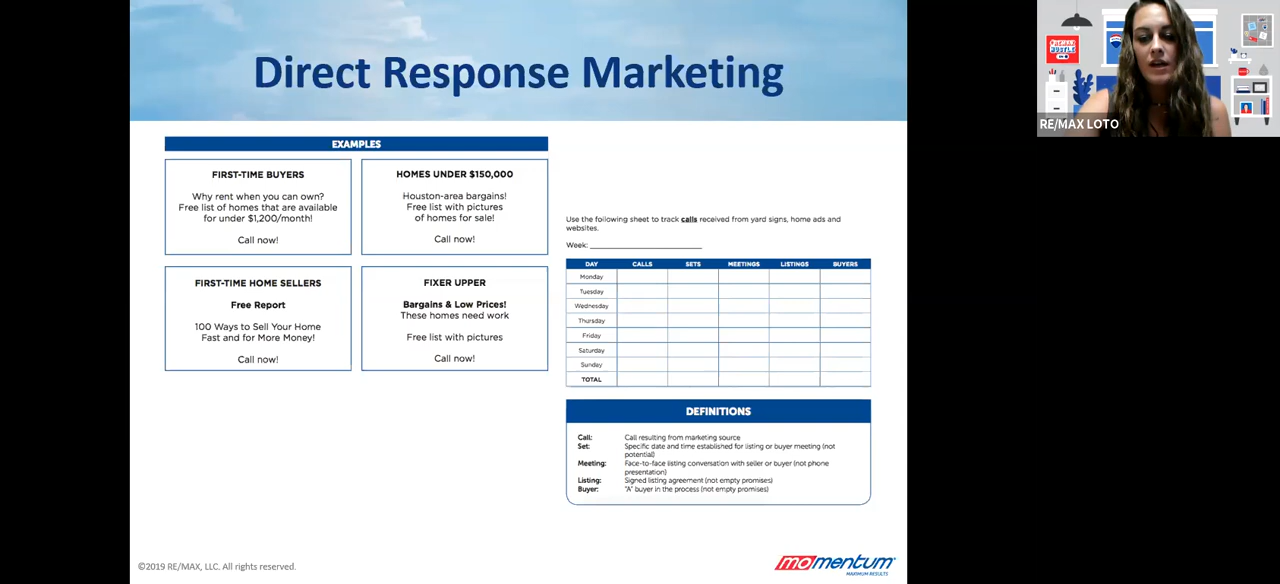 Direct Response Marketing
EXAMPLES
FIRST-TIME BUYERS
Why rent when you can own?
Free list of homes that are available
for under $1,200/month!
Call now!
HOMES UNDER $150,000
Houston-area bargains!
Free list with pictures
of homes for sale!
Call now!
FIRST-TIME HOME SELLERS
Free Report
100 Ways to Sell Your Home
Fast and for More Money!
Call now!
FIXER UPPER
Bargains & Low Prices!
These homes need work
Free list with pictures
Call now!
Use the following sheet to track calls received from yard signs, home ads and
websites.
Week:
DAY CALLS SETS MEETINGS LISTINGS BUYERS
Monday
Tuesday
Wednesday
Thursday
Friday
Saturday
Sunday
TOTAL
DEFINITIONS
Call: Call resulting from marketing source
Set: Specific date and time established for listing or buyer meeting (not
potential)
Meeting: Face-to-face listing conversation with seller or buyer (not phone
presentation)
Listing: Signed listing agreement (not empty promises)
Buyer: "A" buyer in the process (not empty promises)
©2019 RE/MAX, LLC. All rights reserved.
momentum
MAXIMUM RESULTS
RE/MAX LOTO